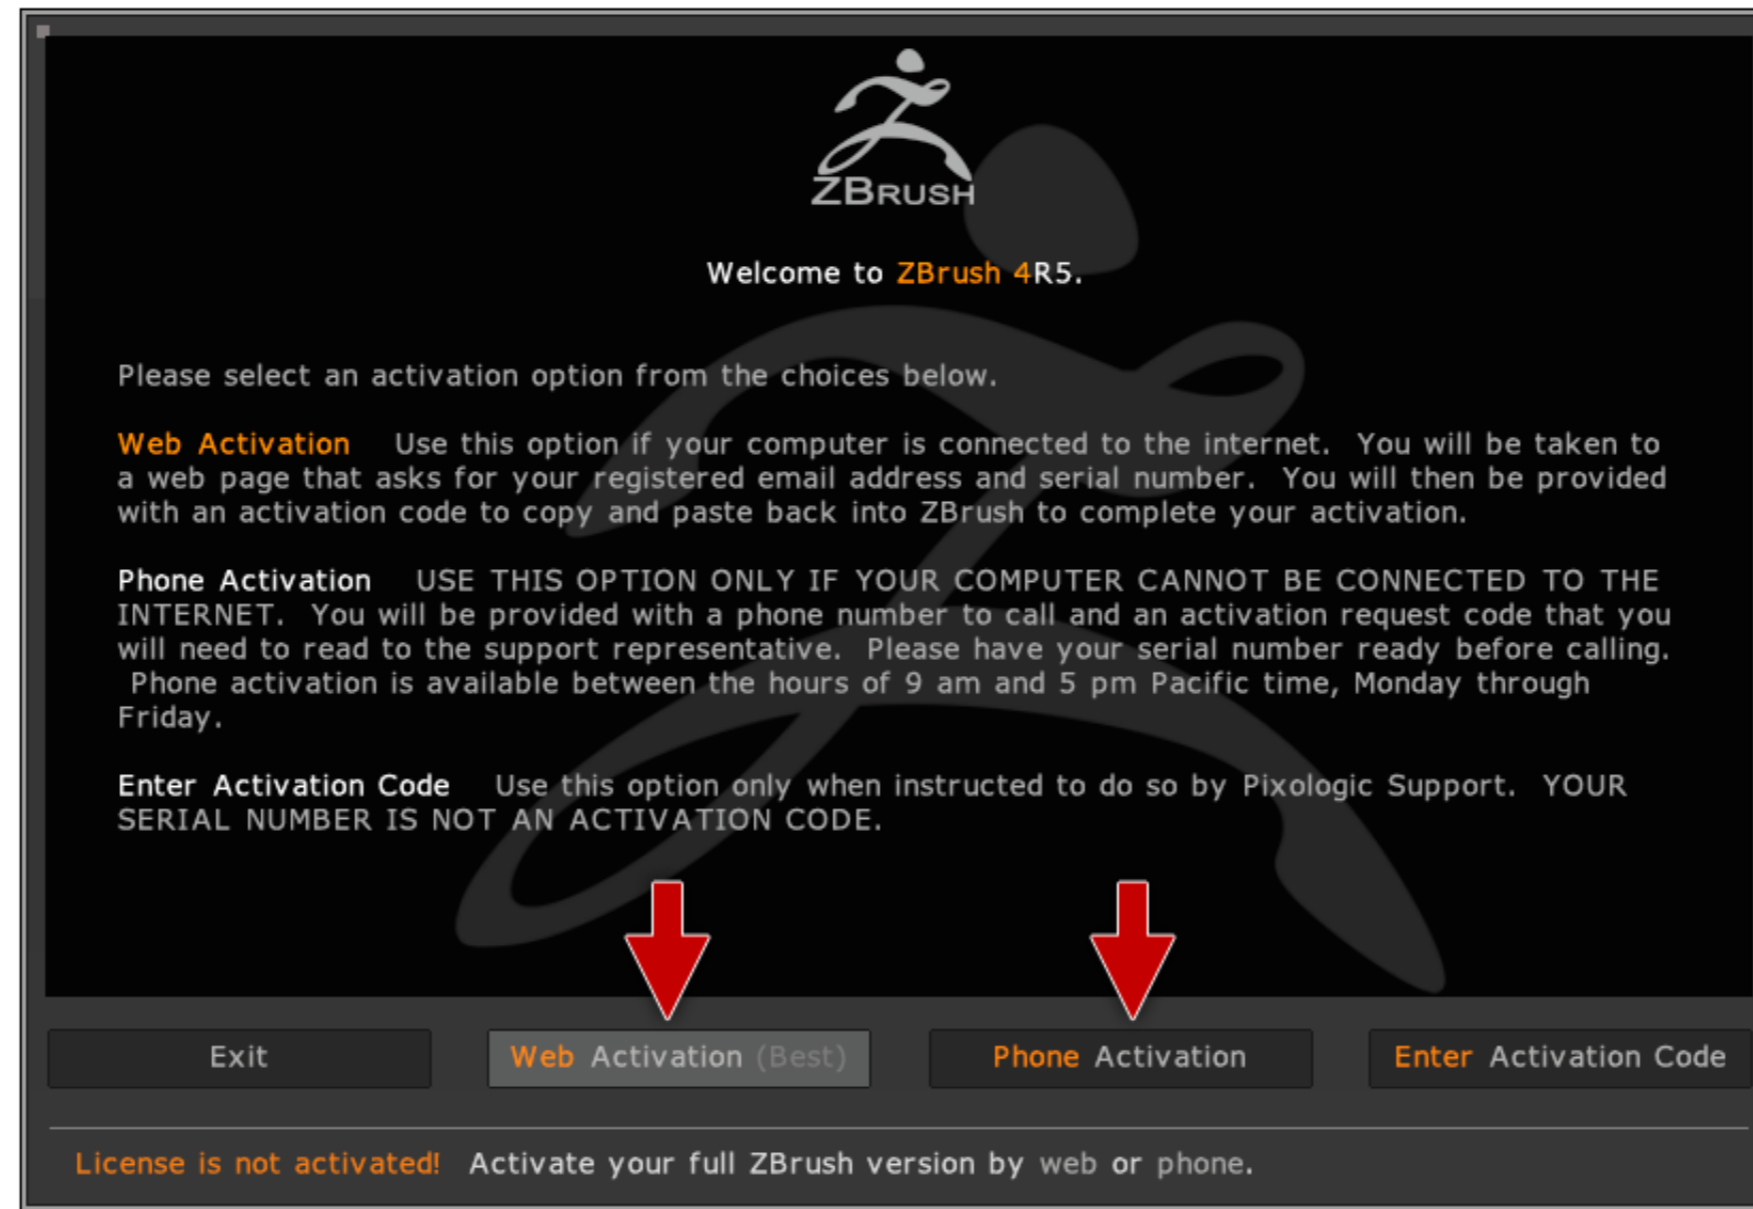 ZBRUSH
Welcome to ZBrush 4R5.
Please select an activation option from the choices below.
Web Activation Use this option if your computer is connected to the internet. You will be taken to
a web page that asks for your registered email address and serial number. You will then be provided
with an activation code to copy and paste back into ZBrush to complete your activation.
Phone Activation USE THIS OPTION ONLY IF YOUR COMPUTER CANNOT BE CONNECTED TO THE
INTERNET. You will be provided with a phone number to call and an activation request code that you
will need to read to the support representative. Please have your serial number ready before calling.
Phone activation is available between the hours of 9 am and 5 pm Pacific time, Monday through
Friday.
Enter Activation Code Use this option only when instructed to do so by Pixologic Support. YOUR
SERIAL NUMBER IS NOT AN ACTIVATION CODE.
Exit Web Activation (Best) Phone Activation Enter Activation Code
License is not activated! Activate your full ZBrush version by web or phone.